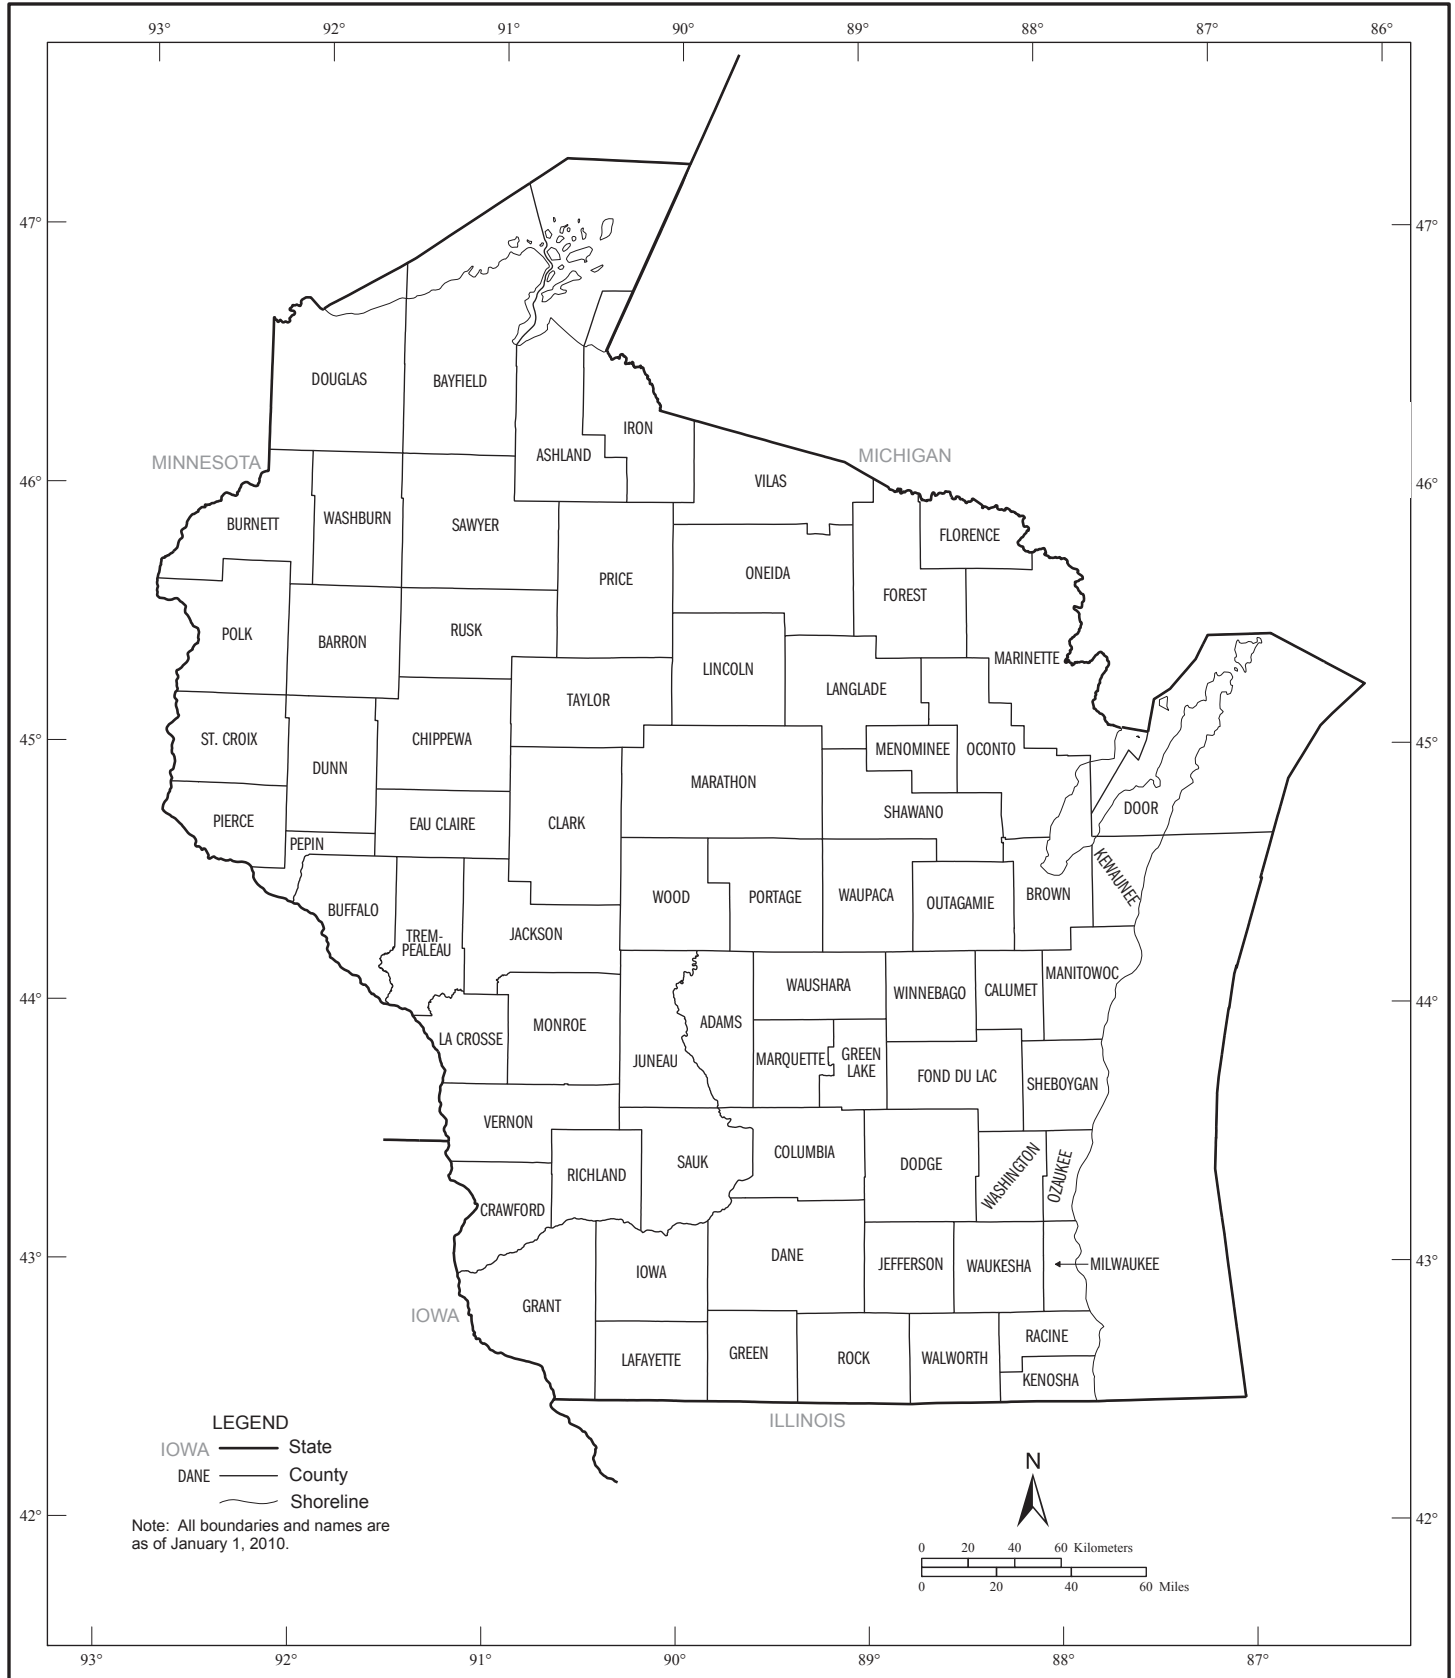 93° 92° 91° 90° 89° 88° 87° 86°
47° 47°
DOUGLAS BAYFIELD
IRON
MINNESOTA ASHLAND MICHIGAN
46° VILAS 46°
BURNETT WASHBURN SAWYER FLORENCE
PRICE ONEIDA
FOREST
POLK BARRON RUSK
MARINETTE
LINCOLN
TAYLOR LANGLADE
45° ST. CROIX CHIPPEWA MENOMINEE OCONTO 45°
DUNN MARATHON
DOOR
PIERCE EAU CLAIRE CLARK SHAWANO
PEPIN
KEWAUNEE
WOOD PORTAGE WAUPACA OUTAGAMIE BROWN
BUFFALO
TREM-
PEALEAU
JACKSON
MANITOWOC
44° WAUSHARA WINNEBAGO CALUMET 44°
LA CROSSE MONROE ADAMS
JUNEAU MARQUETTE GREEN
LAKE
FOND DU LAC SHEBOYGAN
VERNON
COLUMBIA
RICHLAND SAUK DODGE WASHINGTON OZAUKEE
CRAWFORD
43° DANE JEFFERSON WAUKESHA MILWAUKEE 43°
IOWA
IOWA GRANT
RACINE
LAFAYETTE GREEN ROCK WALWORTH
KENOSHA
ILLINOIS
LEGEND
IOWA State
DANE County
Shoreline
Note: All boundaries and names are
as of January 1, 2010.
42° 42°
N
0 20 40 60 Kilometers
0 20 40 60 Miles
93° 92° 91° 90° 89° 88° 87°